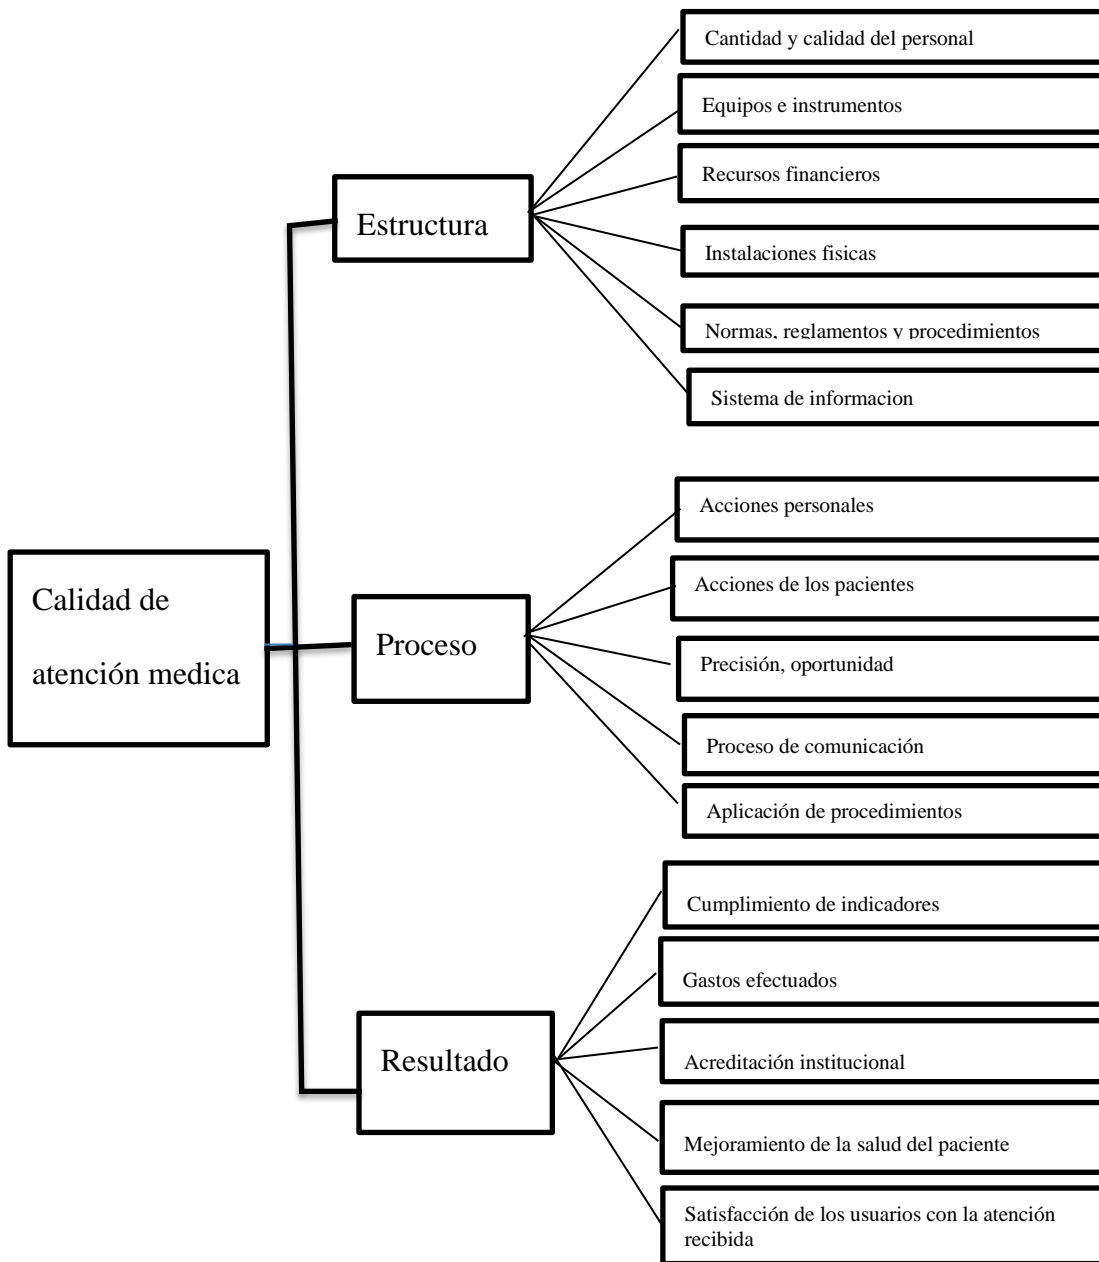 Calidad de
atención medica
Estructura
Cantidad y calidad del personal
Equipos e instrumentos
Recursos financieros
Instalaciones fisicas
Normas, reglamentos y procedimientos
Sistema de informacion
Proceso
Acciones personales
Acciones de los pacientes
Precisión, oportunidad
Proceso de comunicación
Aplicación de procedimientos
Resultado
Cumplimiento de indicadores
Gastos efectuados
Acreditación institucional
Mejoramiento de la salud del paciente
Satisfacción de los usuarios con la atención
recibida